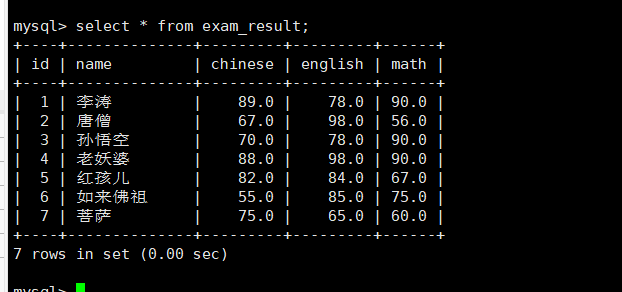 mysql> select * from exam_result;
+----+--------------+---------+---------+------+
| id | name         | chinese | english | math |
+----+--------------+---------+---------+------+
|  1 | 李涛         |    89.0 |    78.0 | 90.0 |
|  2 | 唐僧         |    67.0 |    98.0 | 56.0 |
|  3 | 孙悟空       |    70.0 |    78.0 | 90.0 |
|  4 | 老妖婆       |    88.0 |    98.0 | 90.0 |
|  5 | 红孩儿       |    82.0 |    84.0 | 67.0 |
|  6 | 如来佛祖     |    55.0 |    85.0 | 75.0 |
|  7 | 菩萨         |    75.0 |    65.0 | 60.0 |
+----+--------------+---------+---------+------+
7 rows in set (0.00 sec)
mysql>